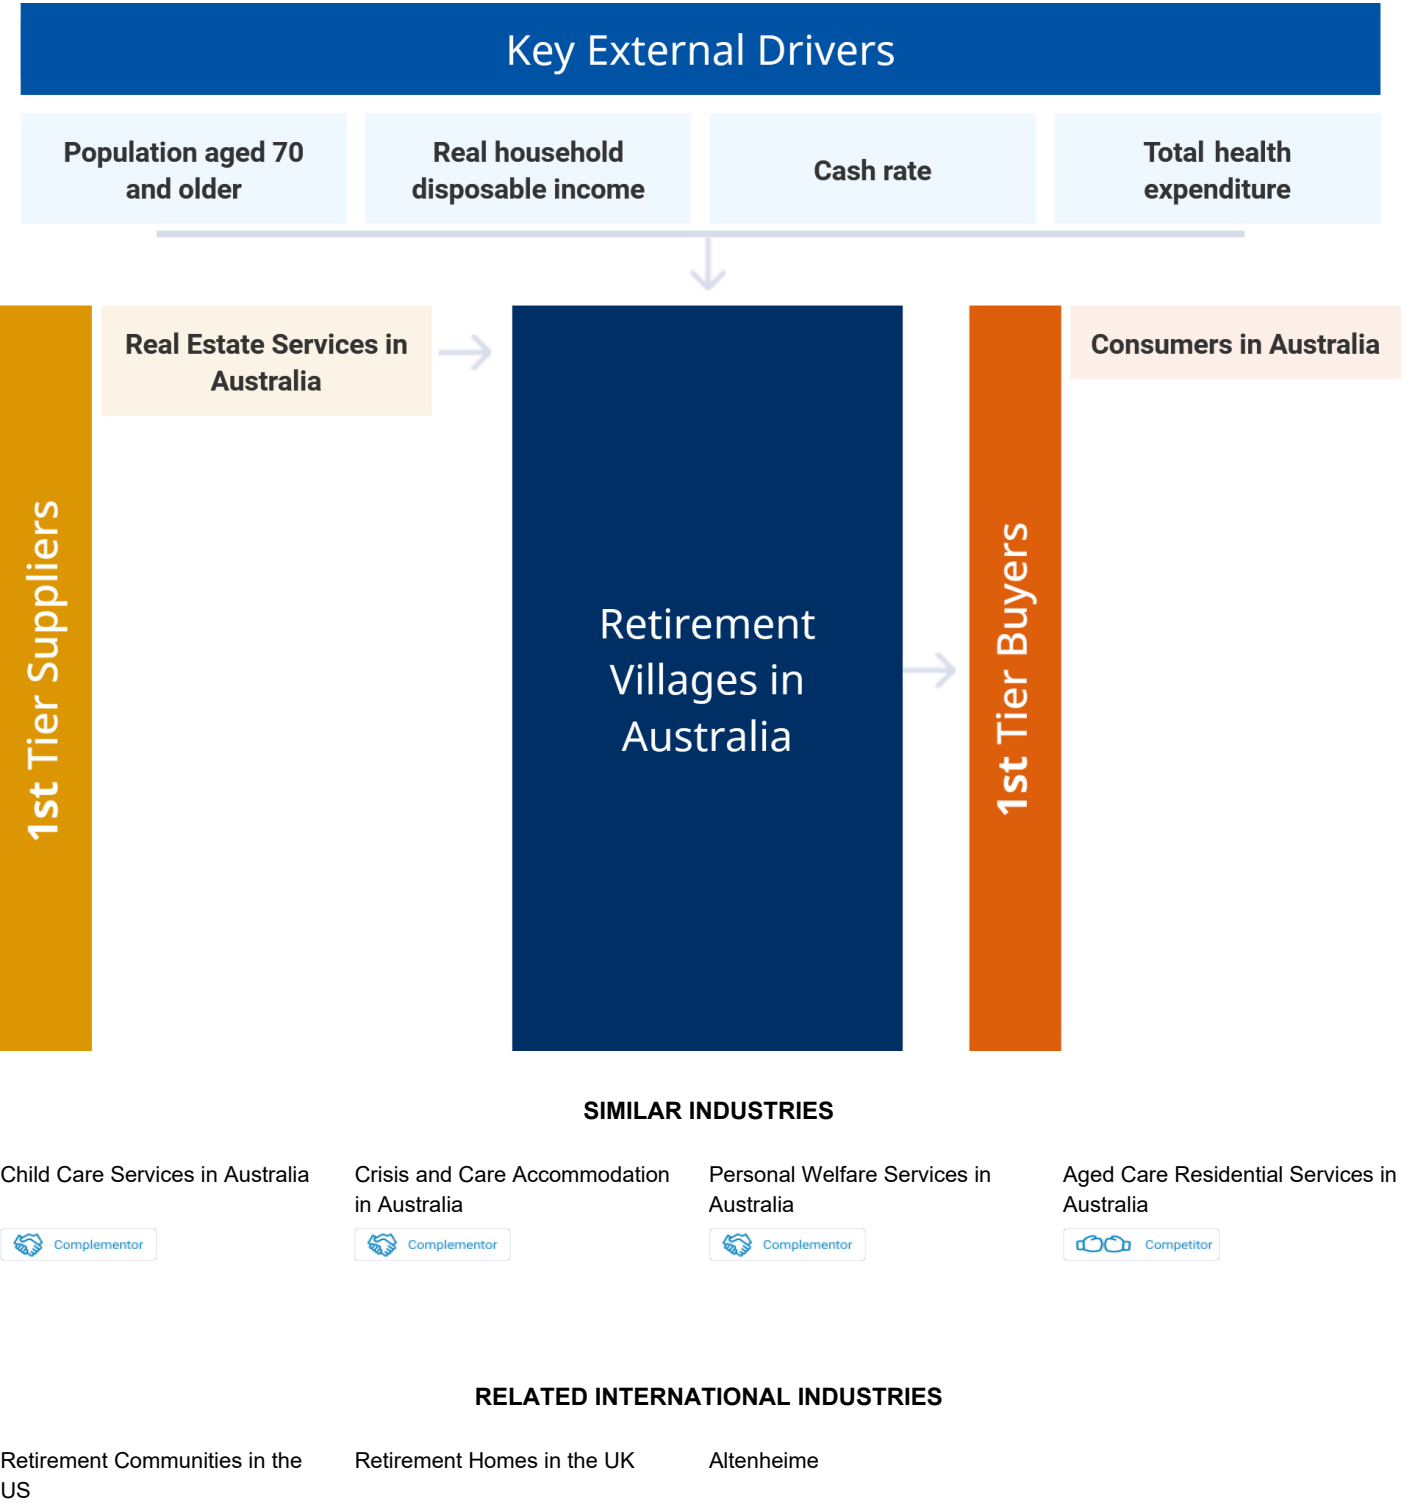 Key External Drivers
Population aged 70
and older
Real household
disposable income
Cash rate
Total health
expenditure
1st Tier Suppliers
Real Estate Services in
Australia
Retirement
Villages in
Australia
1st Tier Buyers
Consumers in Australia
SIMILAR INDUSTRIES
Child Care Services in Australia
Complementor
Crisis and Care Accommodation
in Australia
Complementor
Personal Welfare Services in
Australia
Complementor
Aged Care Residential Services in
Australia
Competitor
RELATED INTERNATIONAL INDUSTRIES
Retirement Communities in the
US
Retirement Homes in the UK
Altenheime